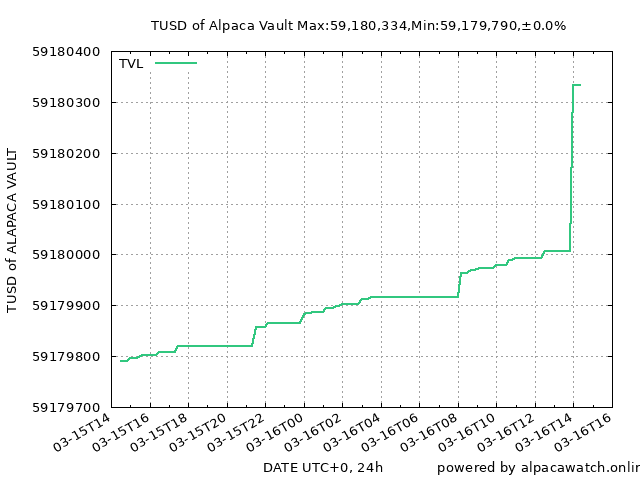 TUSD of Alpaca Vault Max:59,180,334,Min:59,179,790,±0.0%
TVL
59180400
59180300
59180200
59180100
59180000
59179900
59179800
59179700
TUSD of ALAPACA VAULT
03-15T14
03-15T16
03-15T18
03-15T20
03-15T22
03-16T00
03-16T02
03-16T04
03-16T06
03-16T08
03-16T10
03-16T12
03-16T14
03-16T16
DATE UTC+0, 24h
powered by alpacawatch.onlin